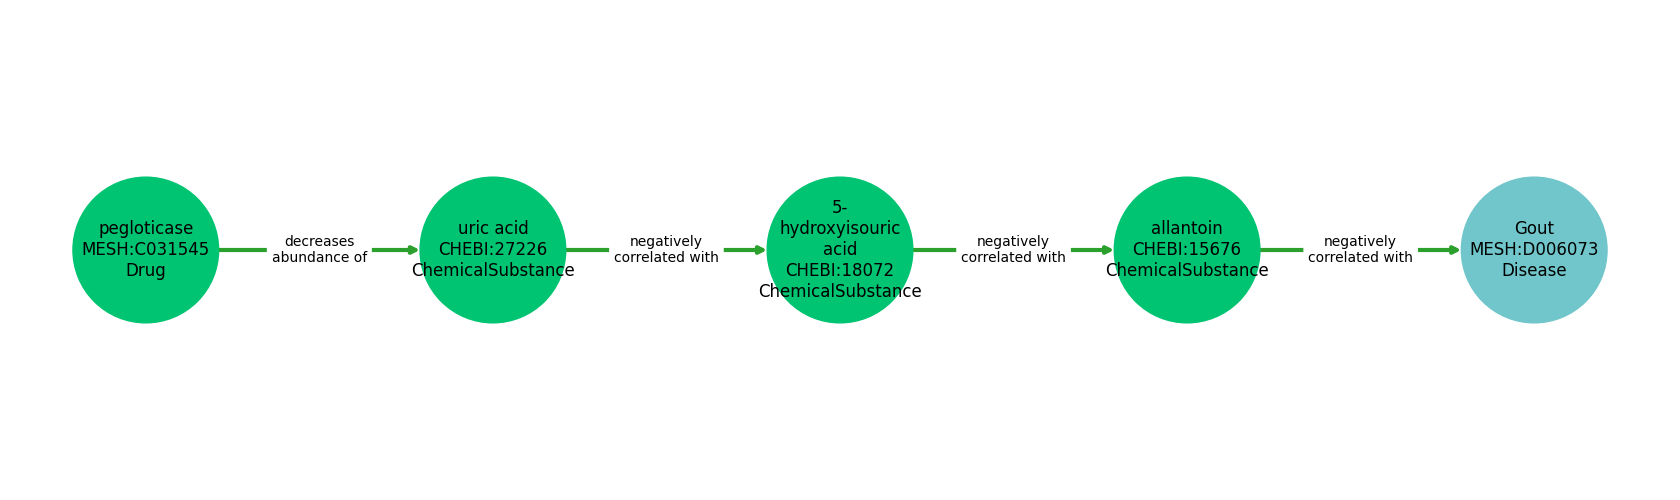 pegloticase
MESH:C031545
Drug
decreases
abundance of
uric acid
CHEBI:27226
ChemicalSubstance
negatively
correlated with
5-
hydroxyisouric
acid
CHEBI:18072
ChemicalSubstance
negatively
correlated with
allantoin
CHEBI:15676
ChemicalSubstance
negatively
correlated with
Gout
MESH:D006073
Disease